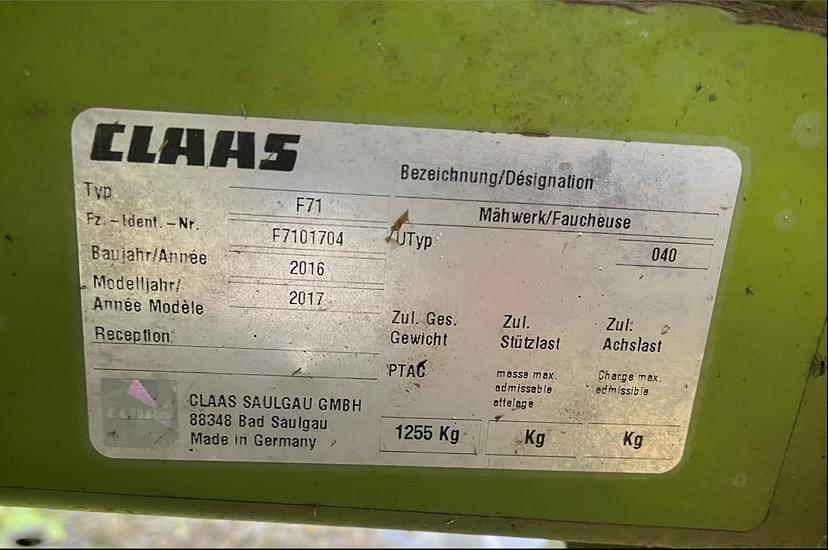 CLAAS
Bezeichnung/Désignation
Typ F71 Mähwerk/Faucheuse
Fz.-Ident.-Nr. F7101704 UTyp 040
Baujahr/Année 2016
Modelljahr/
Année Modèle 2017
Zul. Ges. Zul. Zul.
Gewicht Stützlast Achslast
Reception
PTAC masse max. Charge max.
admissable admissible
attelage
CLAAS CLAAS SAULGAU GMBH
88348 Bad Saulgau
Made in Germany
1255 Kg Kg Kg